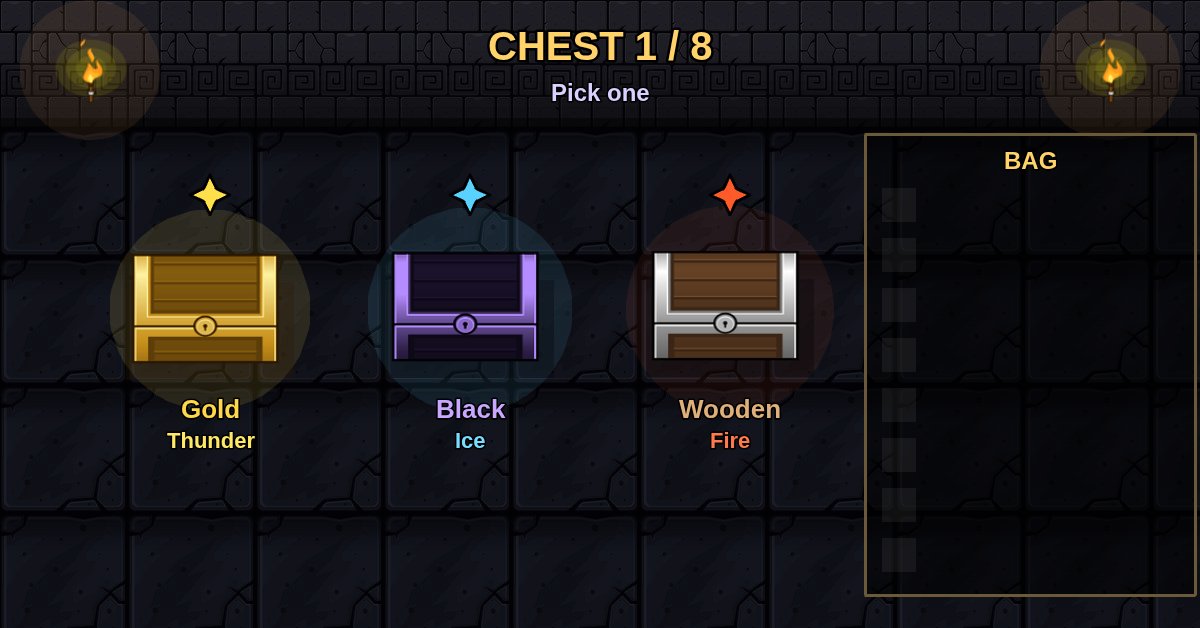 CHEST 1 / 8
Pick one
BAG
Gold
Thunder
Black
Ice
Wooden
Fire